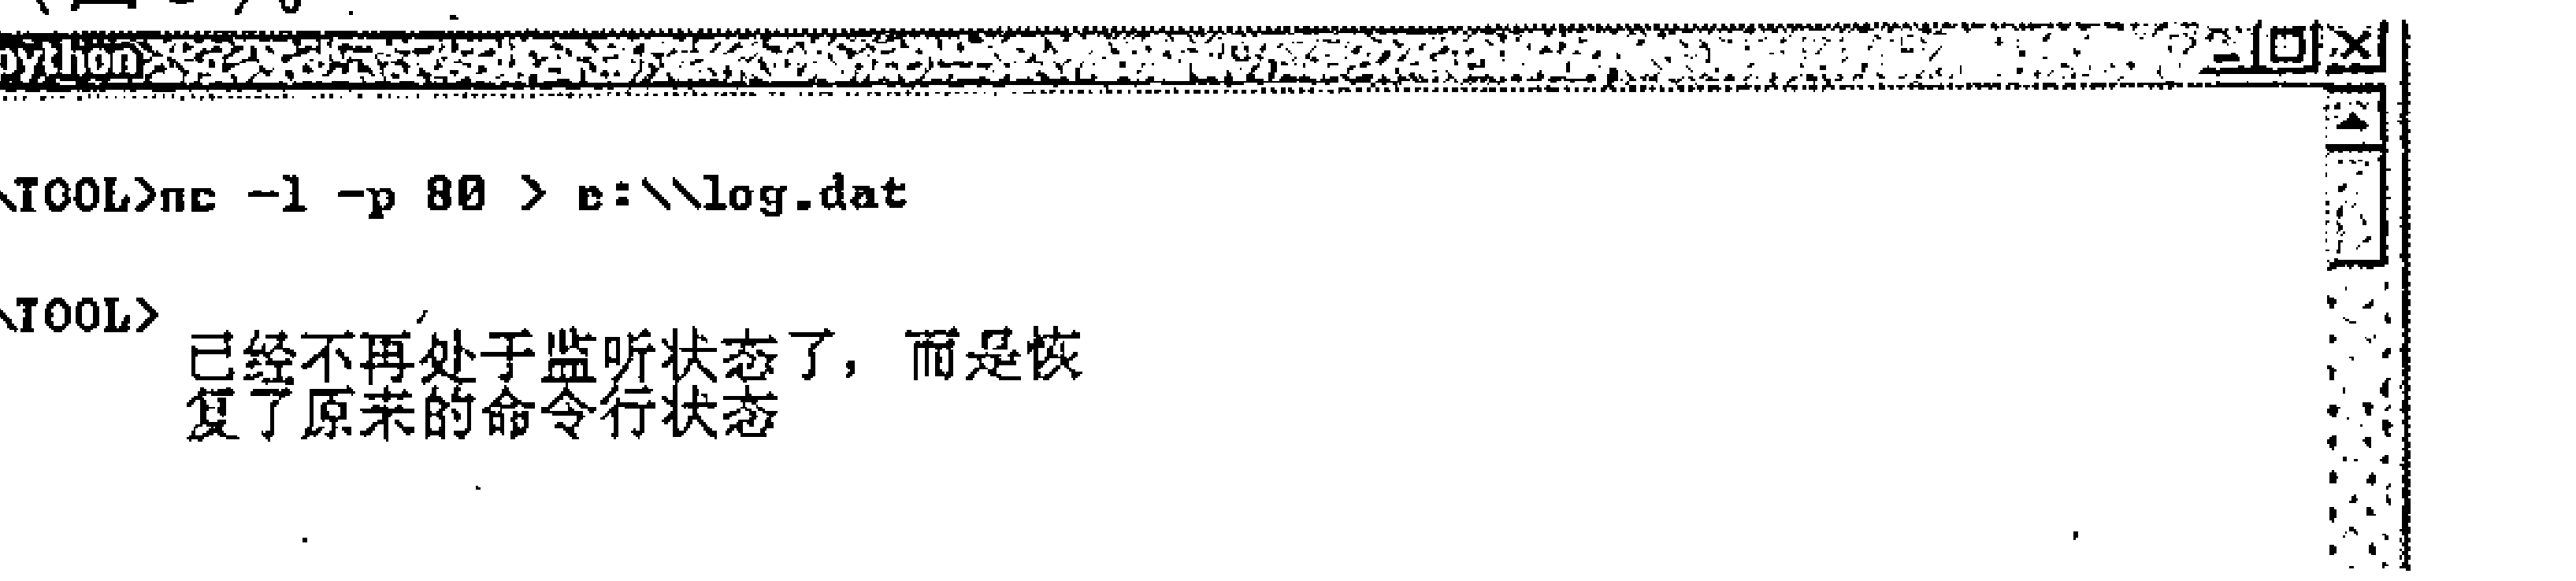 python
\TOOL>nc -l -p 80 > e:\\log.dat
\TOOL>
已经不再处于监听状态了，而是恢
复了原来的命令行状态